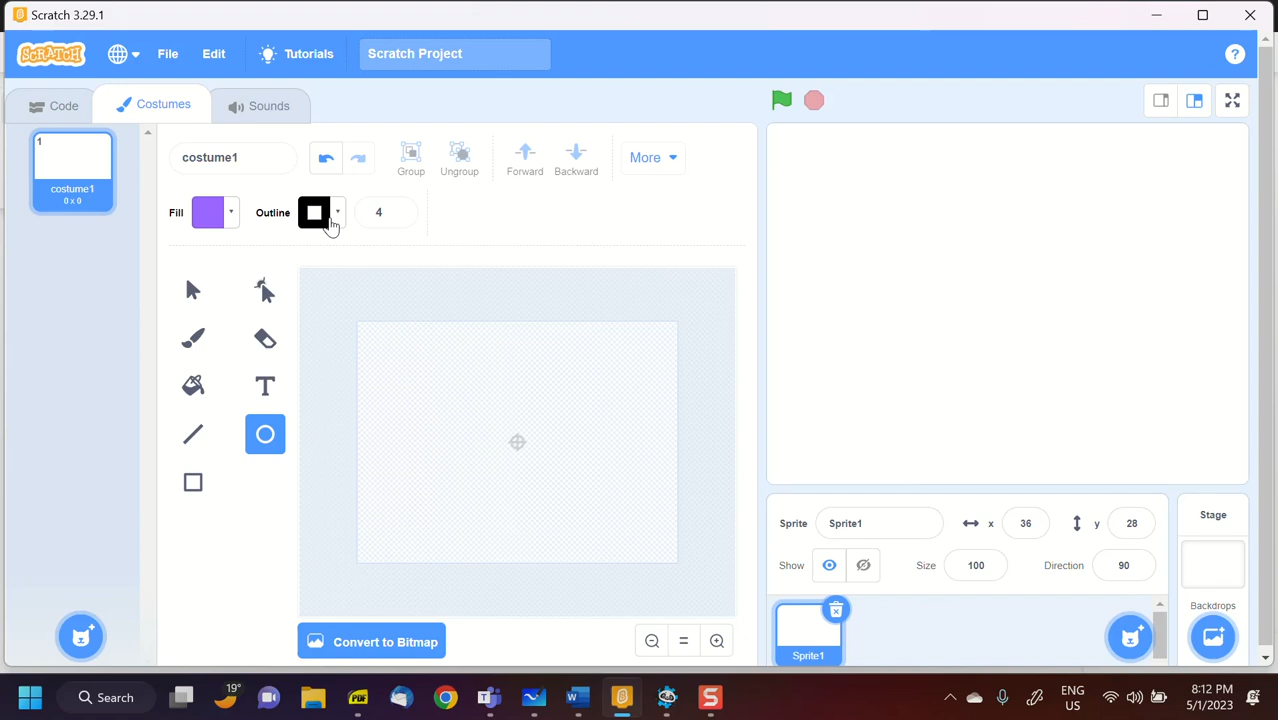 Scratch 3.29.1
SCRATCH File Edit Tutorials Scratch Project ?
Code Costumes Sounds
1
costume1
0 x 0
costume1
Group Ungroup Forward Backward More
Fill Outline 4
T
Convert to Bitmap
Sprite Sprite1 x 36 y 28
Show Size 100 Direction 90
Sprite1
Stage
Backdrops
Search
19°
PDF
T
W
S
ENG
US
8:12 PM
5/1/2023